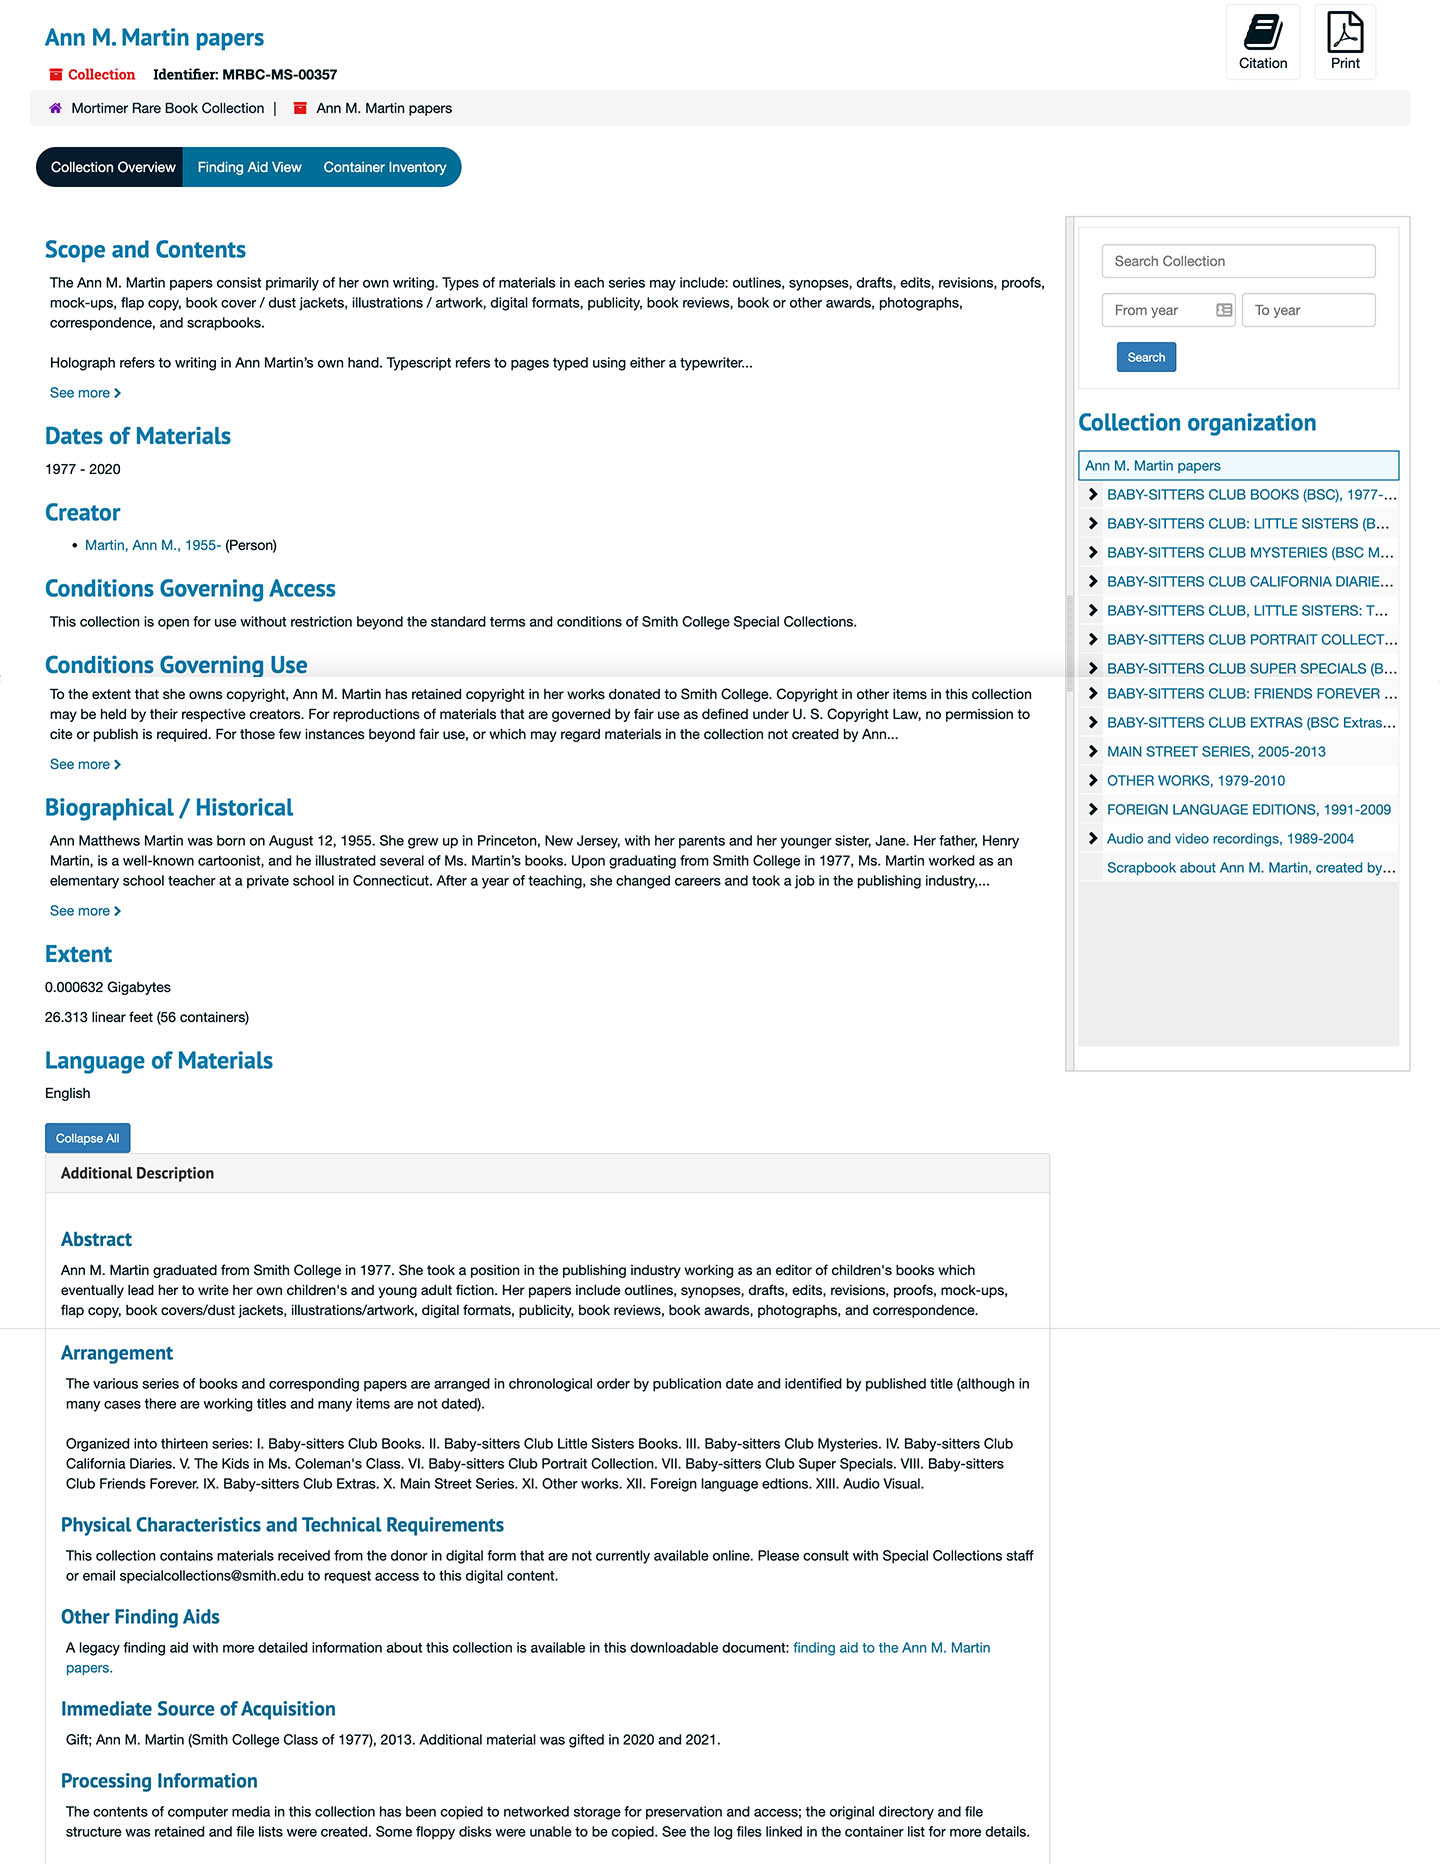 Ann M. Martin papers
Citation
Print
Collection Identifier: MRBC-MS-00357
Mortimer Rare Book Collection | Ann M. Martin papers
Collection Overview
Finding Aid View
Container Inventory
Scope and Contents
The Ann M. Martin papers consist primarily of her own writing. Types of materials in each series may include: outlines, synopses, drafts, edits, revisions, proofs,
mock-ups, flap copy, book cover / dust jackets, illustrations / artwork, digital formats, publicity, book reviews, book or other awards, photographs,
correspondence, and scrapbooks.
Holograph refers to writing in Ann Martin's own hand. Typescript refers to pages typed using either a typewriter...
See more
Dates of Materials
1977 - 2020
Creator
• Martin, Ann M., 1955- (Person)
Conditions Governing Access
This collection is open for use without restriction beyond the standard terms and conditions of Smith College Special Collections.
Conditions Governing Use
To the extent that she owns copyright, Ann M. Martin has retained copyright in her works donated to Smith College. Copyright in other items in this collection
may be held by their respective creators. For reproductions of materials that are governed by fair use as defined under U. S. Copyright Law, no permission to
cite or publish is required. For those few instances beyond fair use, or which may regard materials in the collection not created by Ann...
See more
Biographical / Historical
Ann Matthews Martin was born on August 12, 1955. She grew up in Princeton, New Jersey, with her parents and her younger sister, Jane. Her father, Henry
Martin, is a well-known cartoonist, and he illustrated several of Ms. Martin's books. Upon graduating from Smith College in 1977, Ms. Martin worked as an
elementary school teacher at a private school in Connecticut. After a year of teaching, she changed careers and took a job in the publishing industry,...
See more
Extent
0.000632 Gigabytes
26.313 linear feet (56 containers)
Language of Materials
English
Collapse All
Additional Description
Abstract
Ann M. Martin graduated from Smith College in 1977. She took a position in the publishing industry working as an editor of children's books which
eventually lead her to write her own children's and young adult fiction. Her papers include outlines, synopses, drafts, edits, revisions, proofs, mock-ups,
flap copy, book covers/dust jackets, illustrations/artwork, digital formats, publicity, book reviews, book awards, photographs, and correspondence.
Arrangement
The various series of books and corresponding papers are arranged in chronological order by publication date and identified by published title (although in
many cases there are working titles and many items are not dated).
Organized into thirteen series: I. Baby-sitters Club Books. II. Baby-sitters Club Little Sisters Books. III. Baby-sitters Club Mysteries. IV. Baby-sitters Club
California Diaries. V. The Kids in Ms. Coleman's Class. VI. Baby-sitters Club Portrait Collection. VII. Baby-sitters Club Super Specials. VIII. Baby-sitters
Club Friends Forever. IX. Baby-sitters Club Extras. X. Main Street Series. XI. Other works. XII. Foreign language edtions. XIII. Audio Visual.
Physical Characteristics and Technical Requirements
This collection contains materials received from the donor in digital form that are not currently available online. Please consult with Special Collections staff
or email specialcollections@smith.edu to request access to this digital content.
Other Finding Aids
A legacy finding aid with more detailed information about this collection is available in this downloadable document: finding aid to the Ann M. Martin
papers.
Immediate Source of Acquisition
Gift; Ann M. Martin (Smith College Class of 1977), 2013. Additional material was gifted in 2020 and 2021.
Processing Information
The contents of computer media in this collection has been copied to networked storage for preservation and access; the original directory and file
structure was retained and file lists were created. Some floppy disks were unable to be copied. See the log files linked in the container list for more details.
Search Collection
From year
To year
Search
Collection organization
Ann M. Martin papers
BABY-SITTERS CLUB BOOKS (BSC), 1977-...
BABY-SITTERS CLUB: LITTLE SISTERS (B...
BABY-SITTERS CLUB MYSTERIES (BSC M...
BABY-SITTERS CLUB CALIFORNIA DIARIE...
BABY-SITTERS CLUB, LITTLE SISTERS: T...
BABY-SITTERS CLUB PORTRAIT COLLECT...
BABY-SITTERS CLUB SUPER SPECIALS (B...
BABY-SITTERS CLUB: FRIENDS FOREVER ...
BABY-SITTERS CLUB EXTRAS (BSC Extras...
MAIN STREET SERIES, 2005-2013
OTHER WORKS, 1979-2010
FOREIGN LANGUAGE EDITIONS, 1991-2009
Audio and video recordings, 1989-2004
Scrapbook about Ann M. Martin, created by...